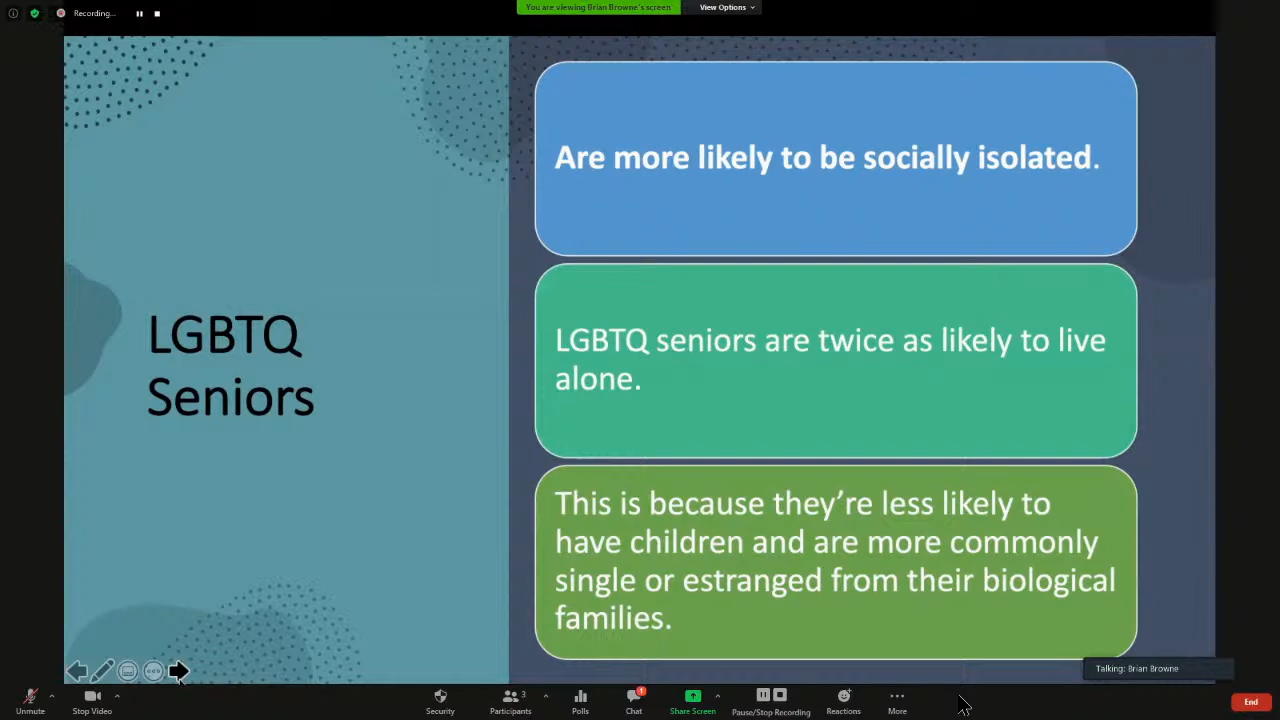 Recording...
You are viewing Brian Browne's screen
View Options
Are more likely to be socially isolated.
LGBTQ
Seniors
LGBTQ seniors are twice as likely to live
alone.
This is because they’re less likely to
have children and are more commonly
single or estranged from their biological
families.
Talking: Brian Browne
Unmute
Stop Video
Security
Participants
3
Polls
Chat
1
Share Screen
Pause/Stop Recording
Reactions
More
End